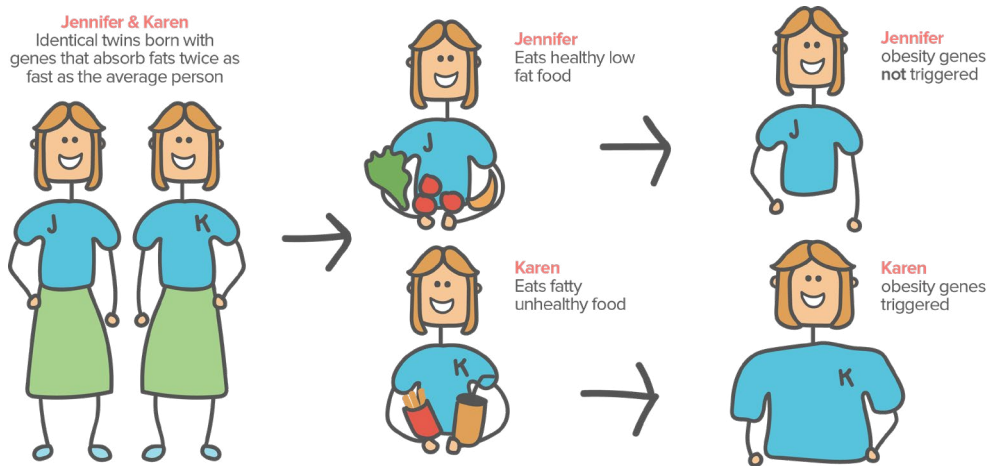 Jennifer & Karen
Identical twins born with
genes that absorb fats twice as
fast as the average person
J
K
Jennifer
Eats healthy low
fat food
J
Jennifer
obesity genes
not triggered
J
Karen
Eats fatty
unhealthy food
K
Karen
obesity genes
triggered
K